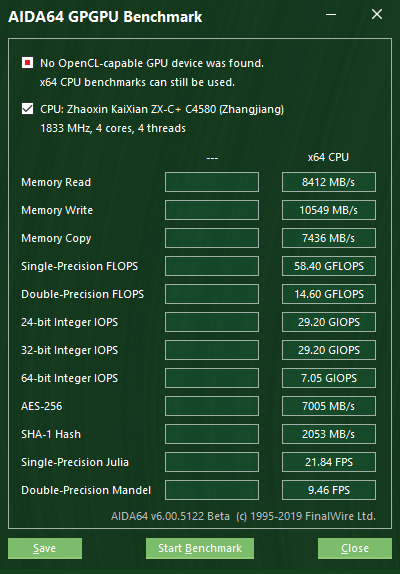 AIDA64 GPGPU Benchmark
No OpenCL-capable GPU device was found.
x64 CPU benchmarks can still be used.
CPU: Zhaoxin KaiXian ZX-C+ C4580 (Zhangjiang)
1833 MHz, 4 cores, 4 threads
--- x64 CPU
Memory Read 8412 MB/s
Memory Write 10549 MB/s
Memory Copy 7436 MB/s
Single-Precision FLOPS 58.40 GFLOPS
Double-Precision FLOPS 14.60 GFLOPS
24-bit Integer IOPS 29.20 GIOPS
32-bit Integer IOPS 29.20 GIOPS
64-bit Integer IOPS 7.05 GIOPS
AES-256 7005 MB/s
SHA-1 Hash 2053 MB/s
Single-Precision Julia 21.84 FPS
Double-Precision Mandel 9.46 FPS
AIDA64 v6.00.5122 Beta (c) 1995-2019 FinalWire Ltd.
Save Start Benchmark Close